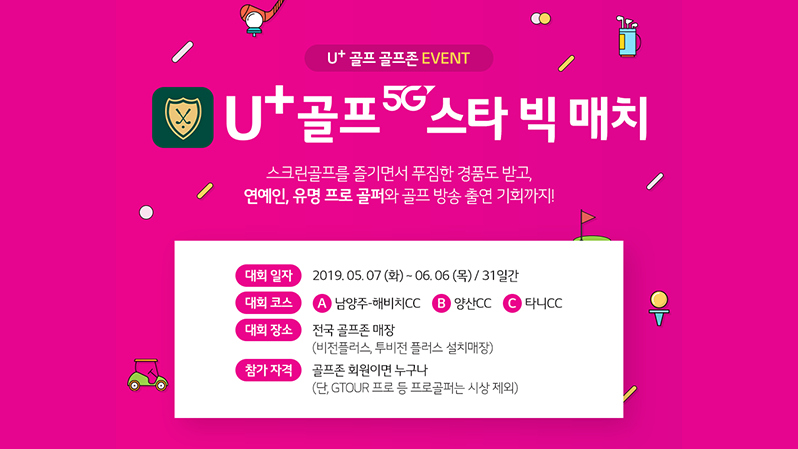 U+ 골프 골프존 EVENT
U+골프 5G 스타 빅 매치
스크린골프를 즐기면서 푸짐한 경품도 받고,
연예인, 유명 프로 골퍼와 골프 방송 출연 기회까지!
대회 일자 2019. 05. 07 (화) ~ 06. 06 (목) / 31일간
대회 코스 A 남양주-해비치CC B 양산CC C 타니CC
대회 장소 전국 골프존 매장
(비전플러스, 투비전 플러스 설치매장)
참가 자격 골프존 회원이면 누구나
(단, GTOUR 프로 등 프로골퍼는 시상 제외)